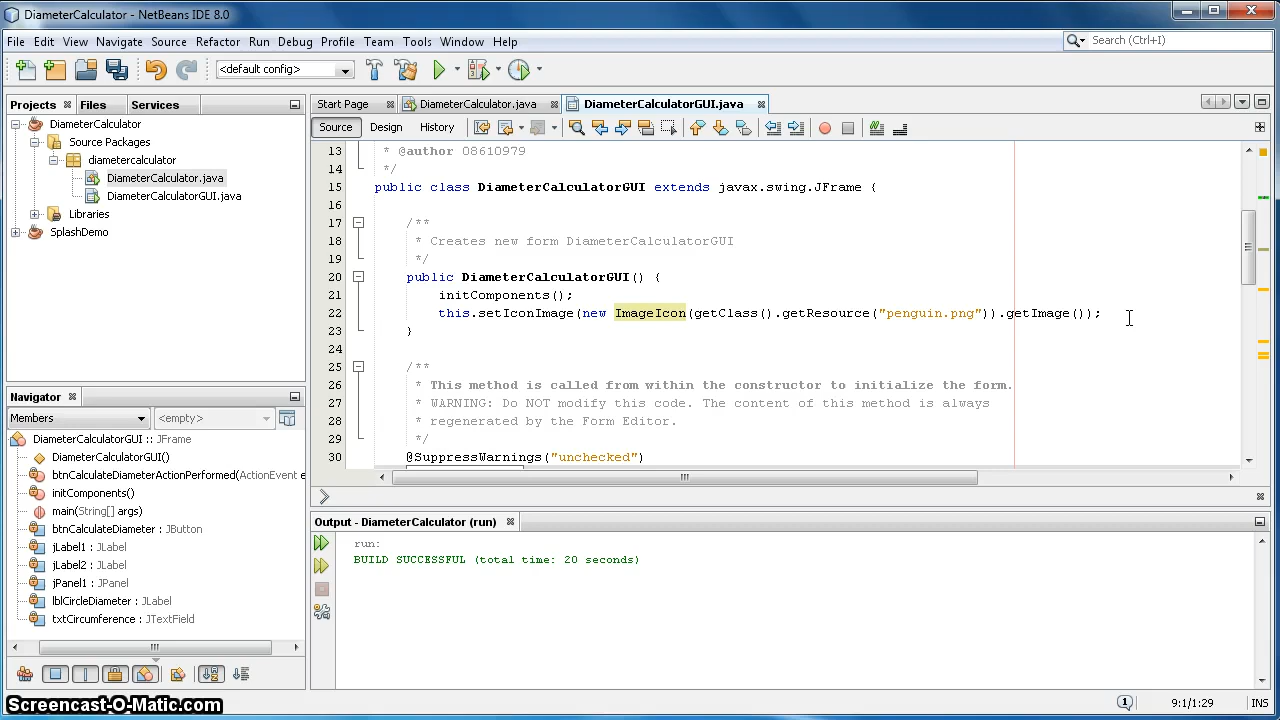 DiameterCalculator - NetBeans IDE 8.0
File Edit View Navigate Source Refactor Run Debug Profile Team Tools Window Help
Search (Ctrl+I)
<default config>
Projects Files Services
DiameterCalculator
Source Packages
diametercalculator
DiameterCalculator.java
DiameterCalculatorGUI.java
Libraries
SplashDemo
Navigator
Members <empty>
DiameterCalculatorGUI :: JFrame
DiameterCalculatorGUI()
btnCalculateDiameterActionPerformed(ActionEvent e
initComponents()
main(String[] args)
btnCalculateDiameter : JButton
jLabel1 : JLabel
jLabel2 : JLabel
jPanel1 : JPanel
lblCircleDiameter : JLabel
txtCircumference : JTextField
Start Page DiameterCalculator.java DiameterCalculatorGUI.java
Source Design History
13 * @author 08610979
14 */
15 public class DiameterCalculatorGUI extends javax.swing.JFrame {
16
17 /**
18 * Creates new form DiameterCalculatorGUI
19 */
20 public DiameterCalculatorGUI() {
21 initComponents();
22 this.setIconImage(new ImageIcon(getClass().getResource("penguin.png")).getImage());
23 }
24
25 /**
26 * This method is called from within the constructor to initialize the form.
27 * WARNING: Do NOT modify this code. The content of this method is always
28 * regenerated by the Form Editor.
29 */
30 @SuppressWarnings("unchecked")
Output - DiameterCalculator (run)
run:
BUILD SUCCESSFUL (total time: 20 seconds)
Screencast-O-Matic.com
1 9:1/1:29 INS